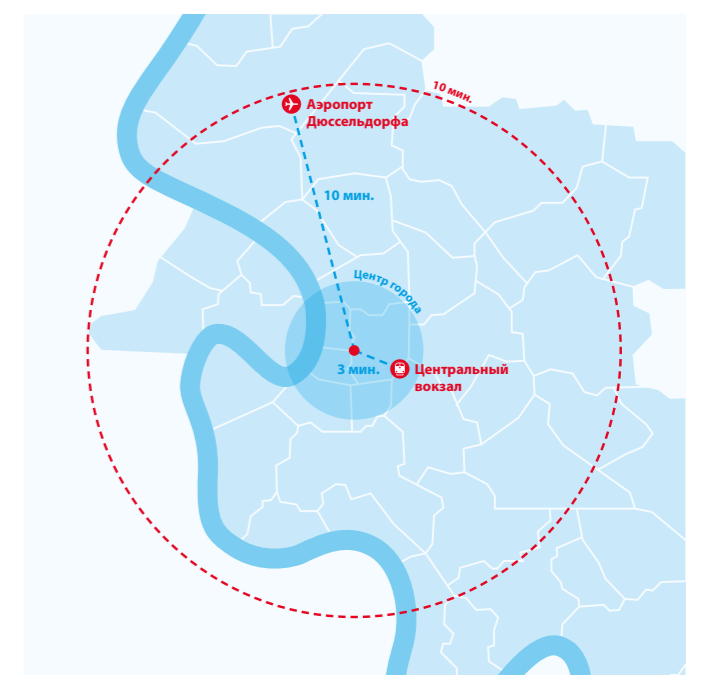 10 мин.
Аэропорт
Дюссельдорфа
10 мин.
Центр города
3 мин.
Центральный
вокзал